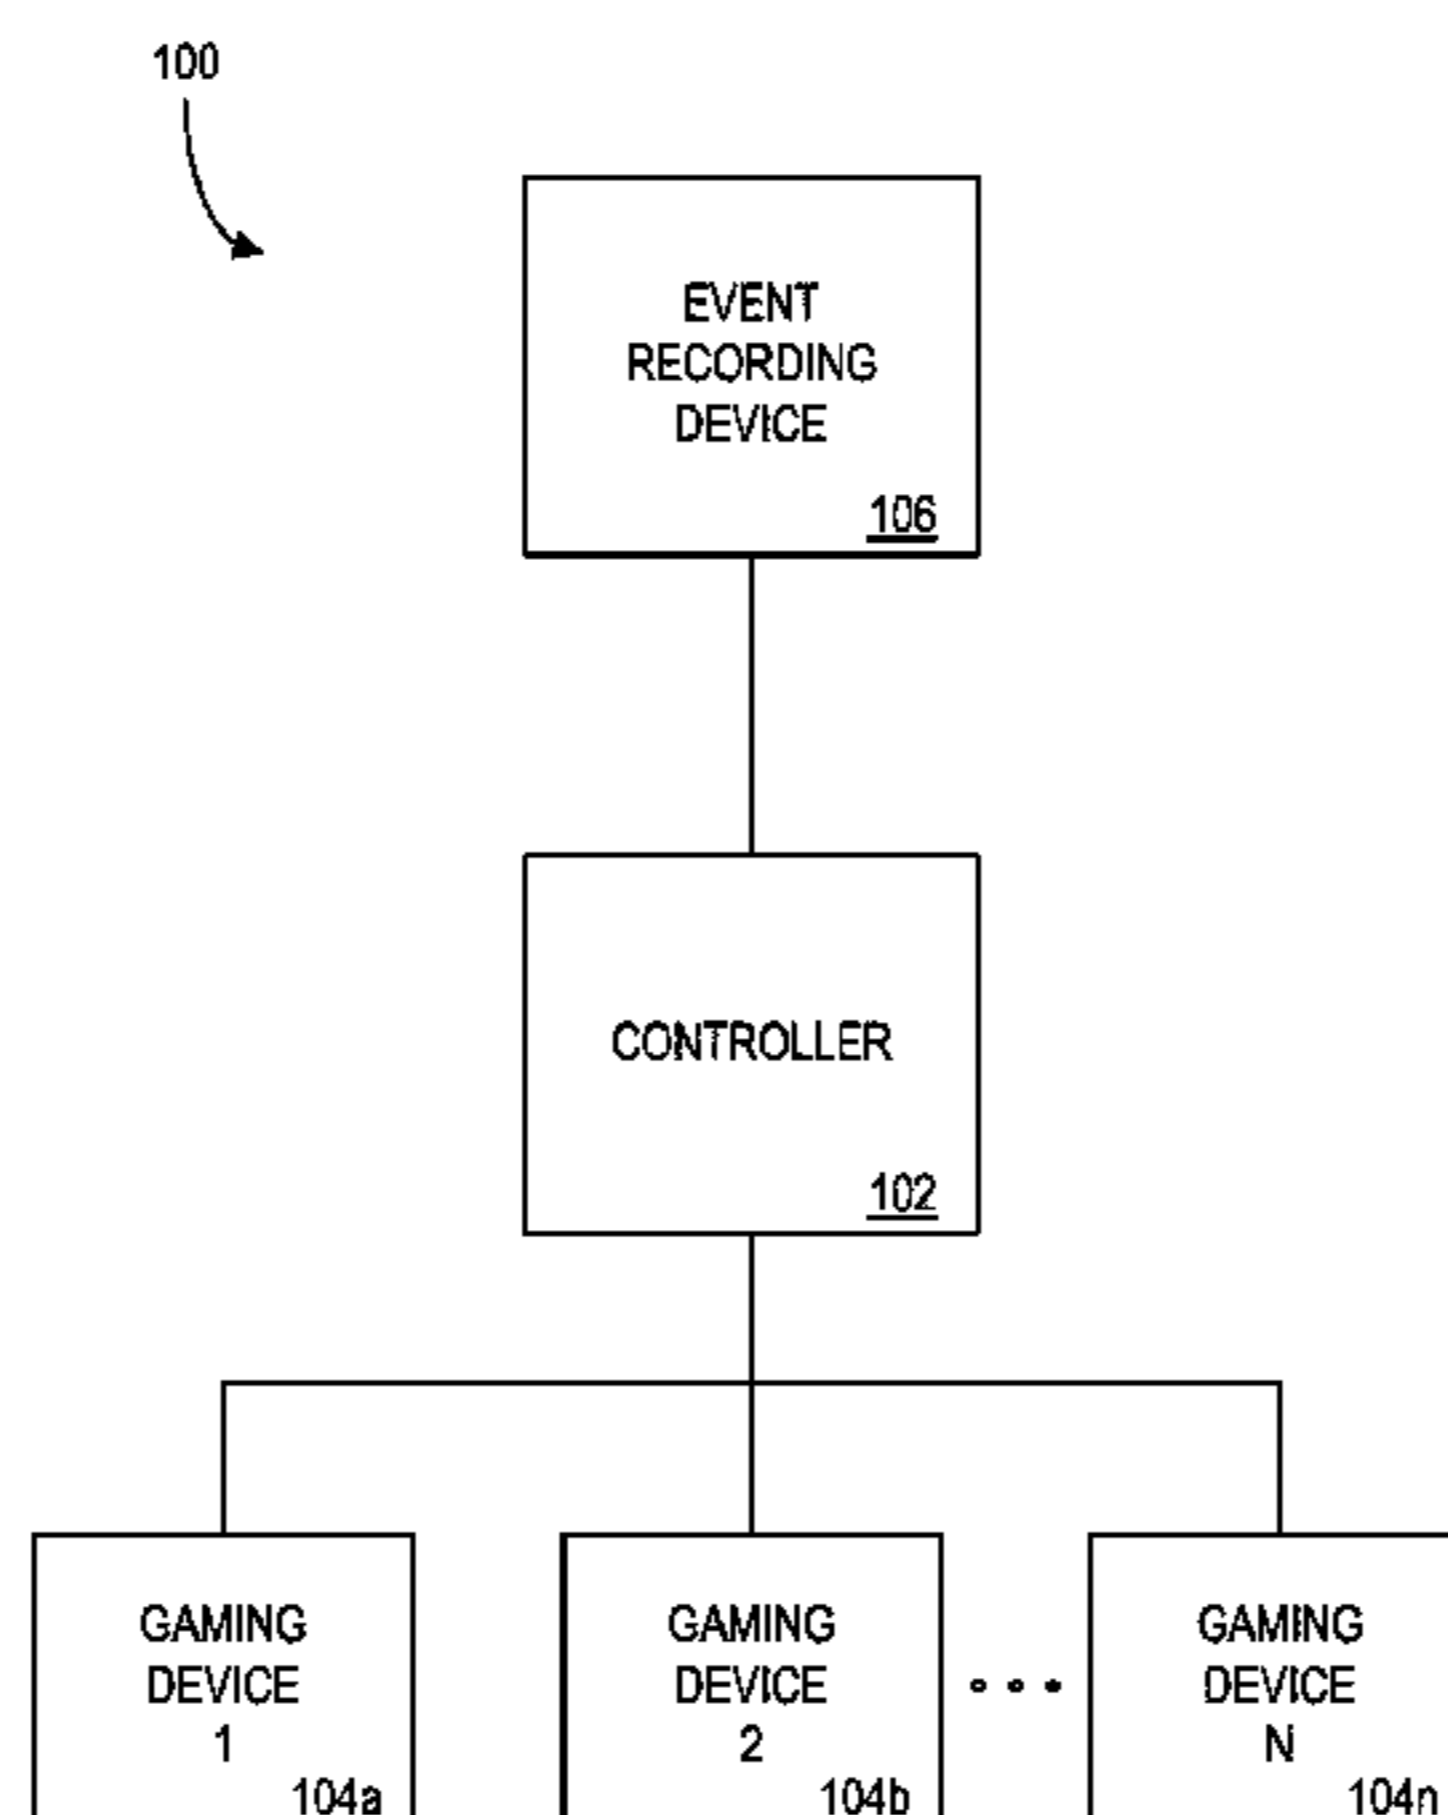 100
EVENT
RECORDING
DEVICE
106
CONTROLLER
102
GAMING
DEVICE
1
104a
GAMING
DEVICE
2
104b
GAMING
DEVICE
N
104n